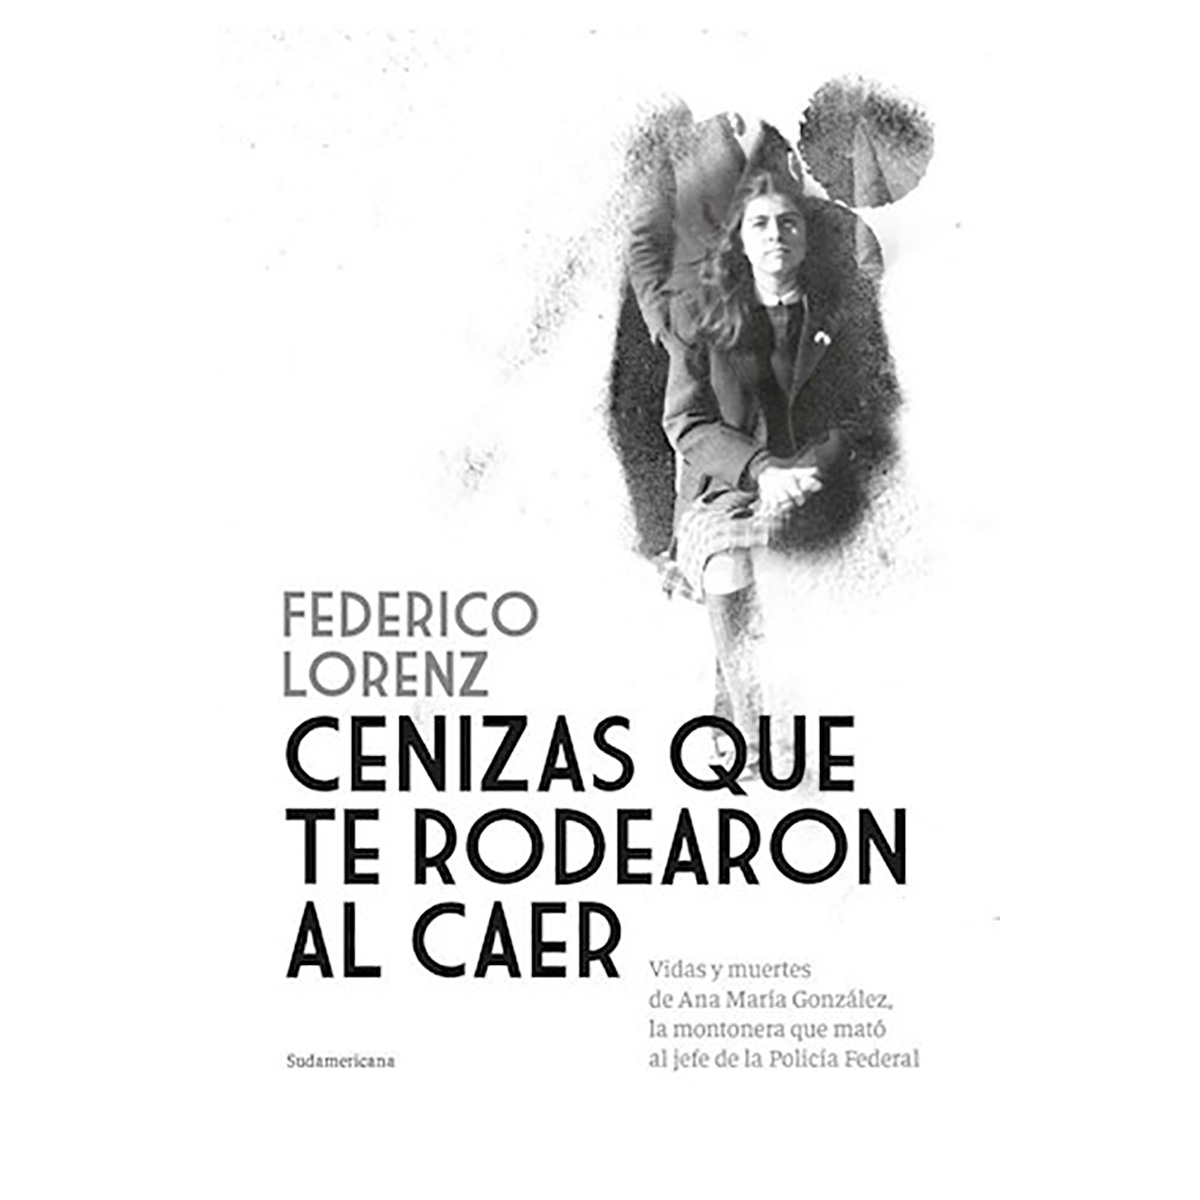 FEDERICO
LORENZ
CENIZAS QUE
TE RODEARON
AL CAER
Vidas y muertes
de Ana María González,
la montonera que mató
al jefe de la Policía Federal
Sudamericana